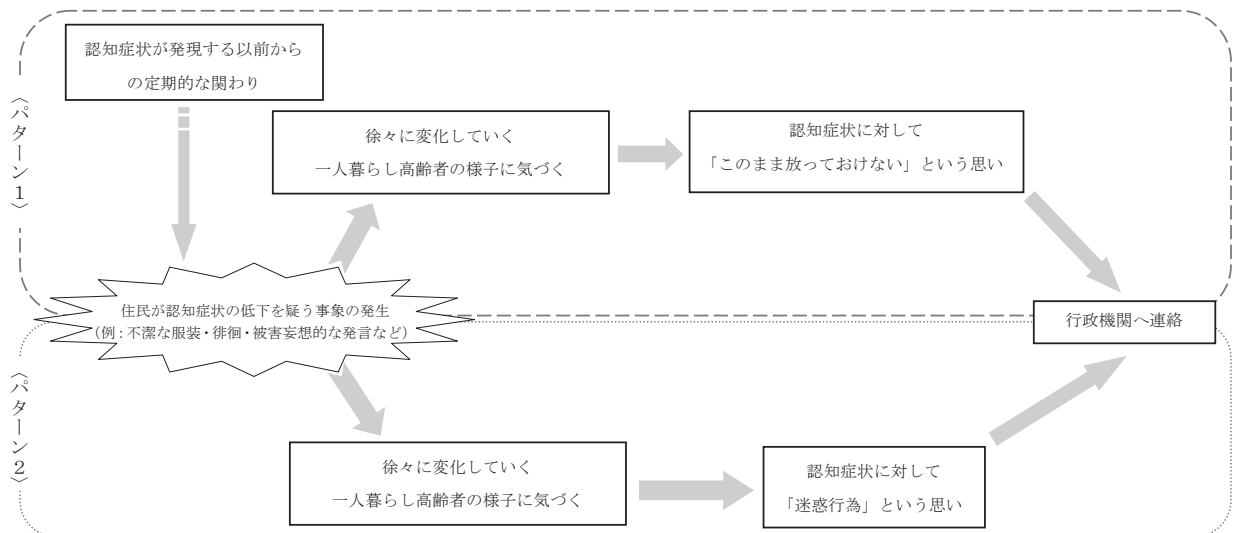 〈パターン1〉
認知症状が発現する以前から
の定期的な関わり
徐々に変化していく
一人暮らし高齢者の様子に気づく
認知症状に対して
「このまま放っておけない」という思い
住民が認知症状の低下を疑う事象の発生
(例:不潔な服装・徘徊・被害妄想的な発言など)
行政機関へ連絡
〈パターン2〉
徐々に変化していく
一人暮らし高齢者の様子に気づく
認知症状に対して
「迷惑行為」という思い